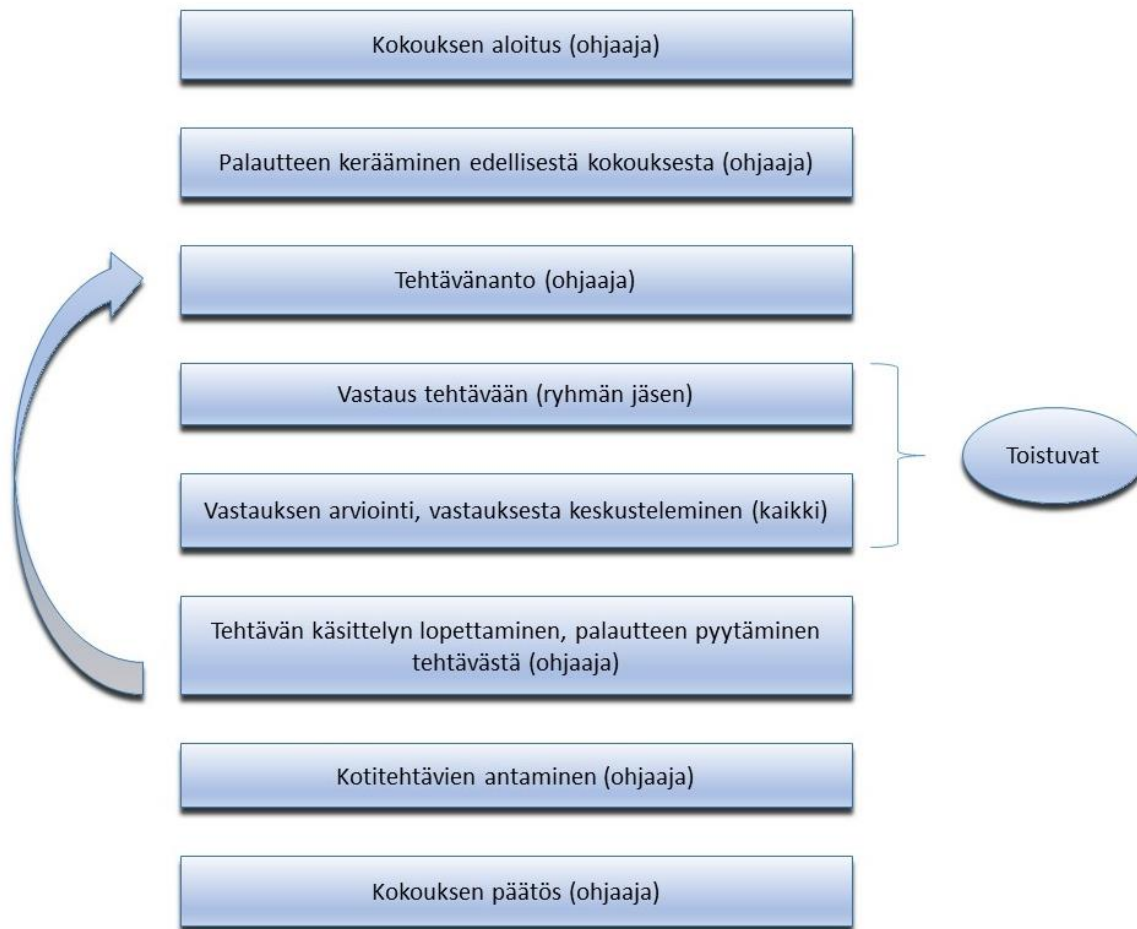 Kokouksen aloitus (ohjaaja)
Palautteen kerääminen edellisestä kokouksesta (ohjaaja)
Tehtävänanto (ohjaaja)
Vastaus tehtävään (ryhmän jäsen)
Toistuvat
Vastauksen arviointi, vastauksesta keskusteleminen (kaikki)
Tehtävän käsittelyn lopettaminen, palautteen pyytäminen
tehtävästä (ohjaaja)
Kotitehtävien antaminen (ohjaaja)
Kokouksen päätös (ohjaaja)